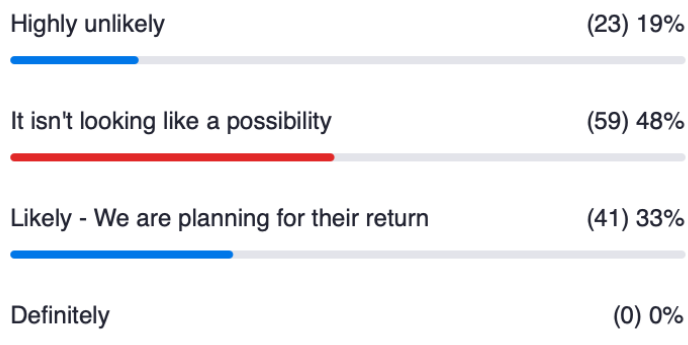 Highly unlikely (23) 19%
It isn't looking like a possibility (59) 48%
Likely - We are planning for their return (41) 33%
Definitely (0) 0%